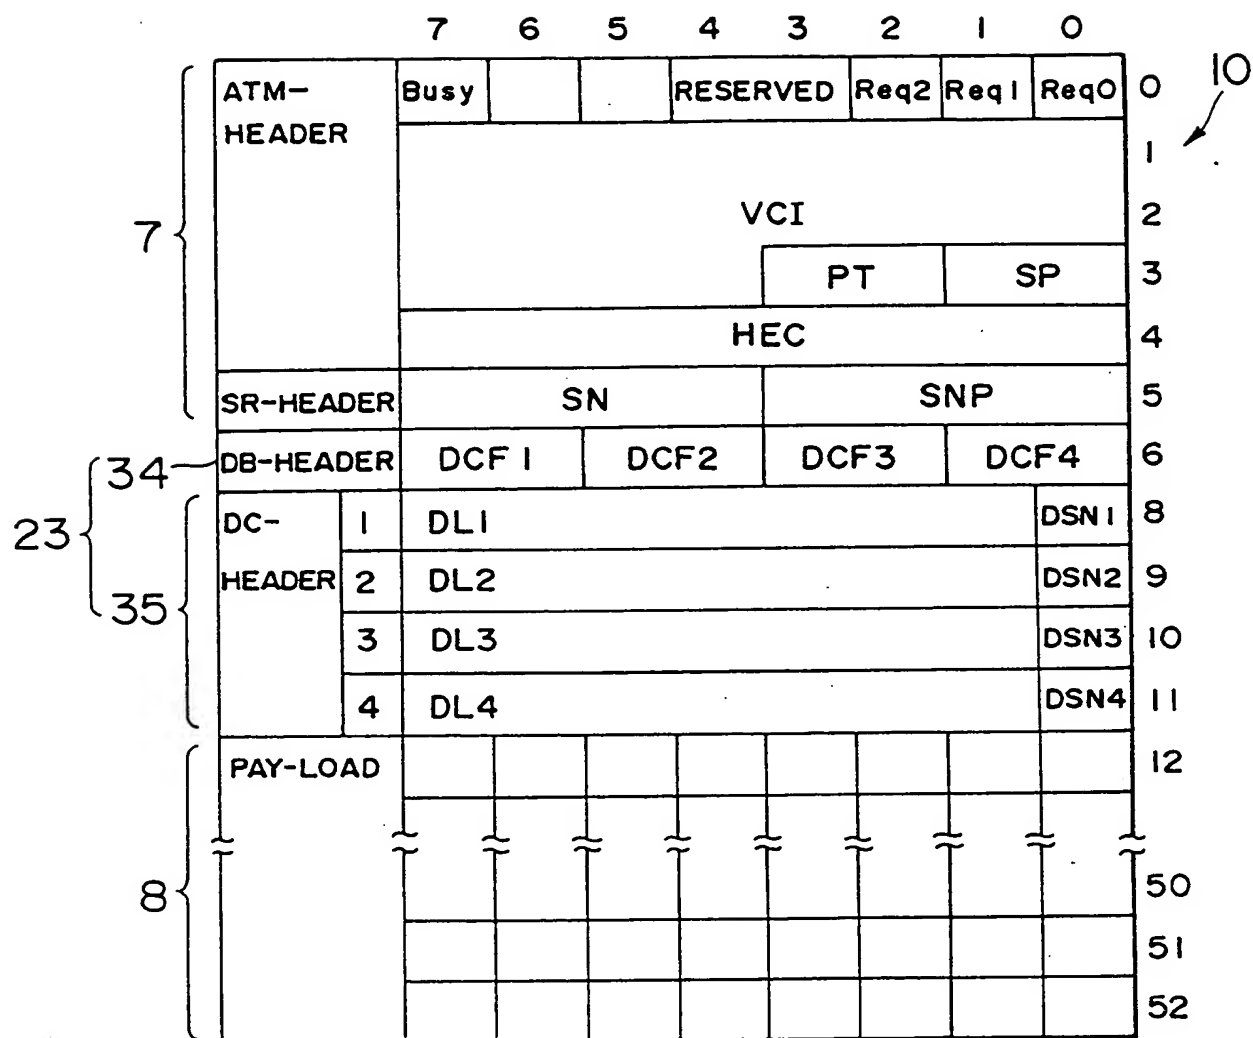 7 6 5 4 3 2 1 0
ATM- Busy RESERVED Req2 Req1 Req0 0 10
HEADER
1
7 VCI 2
PT SP 3
HEC 4
SR-HEADER SN SNP 5
34 DB-HEADER DCF1 DCF2 DCF3 DCF4 6
23
DC- 1 DL1 DSN1 8
HEADER 2 DL2 DSN2 9
35
3 DL3 DSN3 10
4 DL4 DSN4 11
PAY-LOAD 12
8 50
51
52